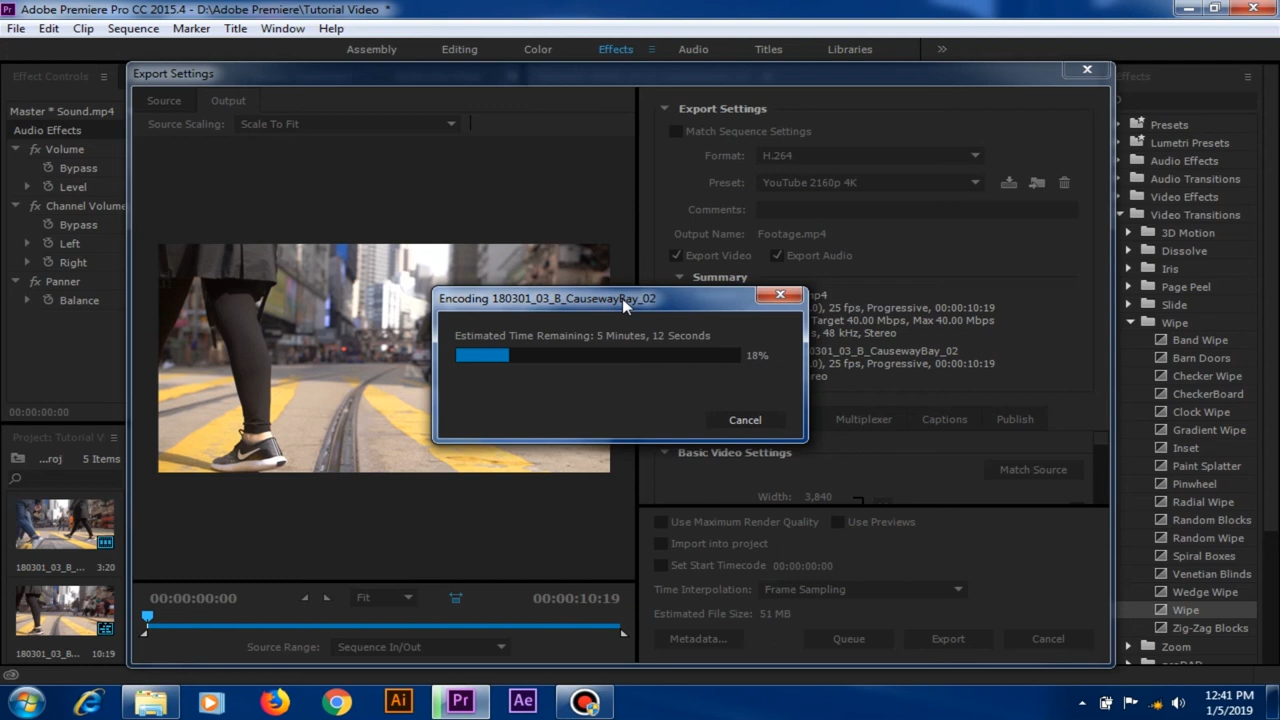 Adobe Premiere Pro CC 2015.4 - D:\Adobe Premiere\Tutorial Video *
File Edit Clip Sequence Marker Title Window Help
Assembly Editing Color Effects Audio Titles Libraries
Effect Controls
Master * Sound.mp4
Audio Effects
fx Volume
Bypass
Level
fx Channel Volume
Bypass
Left
Right
fx Panner
Balance
00:00:00:00
Project: Tutorial V
...roj 5 Items
180301_03_B_... 3:20
180301_03_B... 10:19
Export Settings
Source Output
Source Scaling: Scale To Fit
00:00:00:00 Fit 00:00:10:19
Source Range: Sequence In/Out
Export Settings
Match Sequence Settings
Format: H.264
Preset: YouTube 2160p 4K
Comments:
Output Name: Footage.mp4
Export Video Export Audio
Summary
25 fps, Progressive, 00:00:10:19
Target 40.00 Mbps, Max 40.00 Mbps
48 kHz, Stereo
CausewayBay_02
25 fps, Progressive, 00:00:10:19
Multiplexer Captions Publish
Basic Video Settings
Match Source
Width: 3,840
Use Maximum Render Quality Use Previews
Import into project
Set Start Timecode 00:00:00:00
Time Interpolation: Frame Sampling
Estimated File Size: 51 MB
Metadata... Queue Export Cancel
Encoding 180301_03_B_CausewayBay_02
Estimated Time Remaining: 5 Minutes, 12 Seconds
18%
Cancel
Effects
Presets
Lumetri Presets
Audio Effects
Audio Transitions
Video Effects
Video Transitions
3D Motion
Dissolve
Iris
Page Peel
Slide
Wipe
Band Wipe
Barn Doors
Checker Wipe
CheckerBoard
Clock Wipe
Gradient Wipe
Inset
Paint Splatter
Pinwheel
Radial Wipe
Random Blocks
Random Wipe
Spiral Boxes
Venetian Blinds
Wedge Wipe
Wipe
Zig-Zag Blocks
Zoom
Ai Pr Ae
12:41 PM
1/5/2019